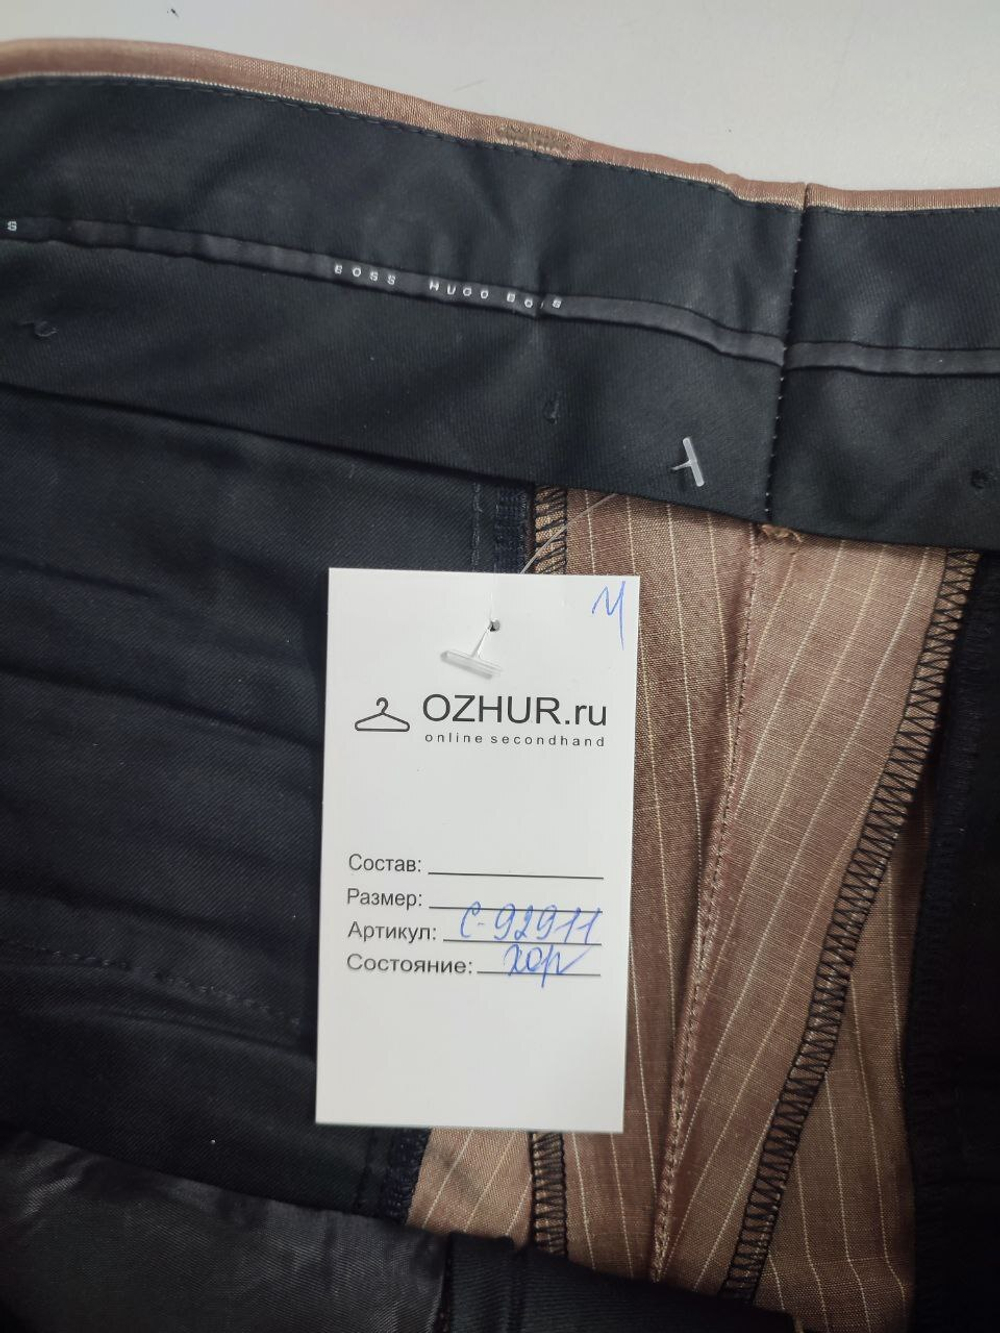 S
BOSS HUGO BOSS
М
OZHUR.ru
online secondhand
Состав:
Размер:
Артикул: С-92911
Состояние: хор